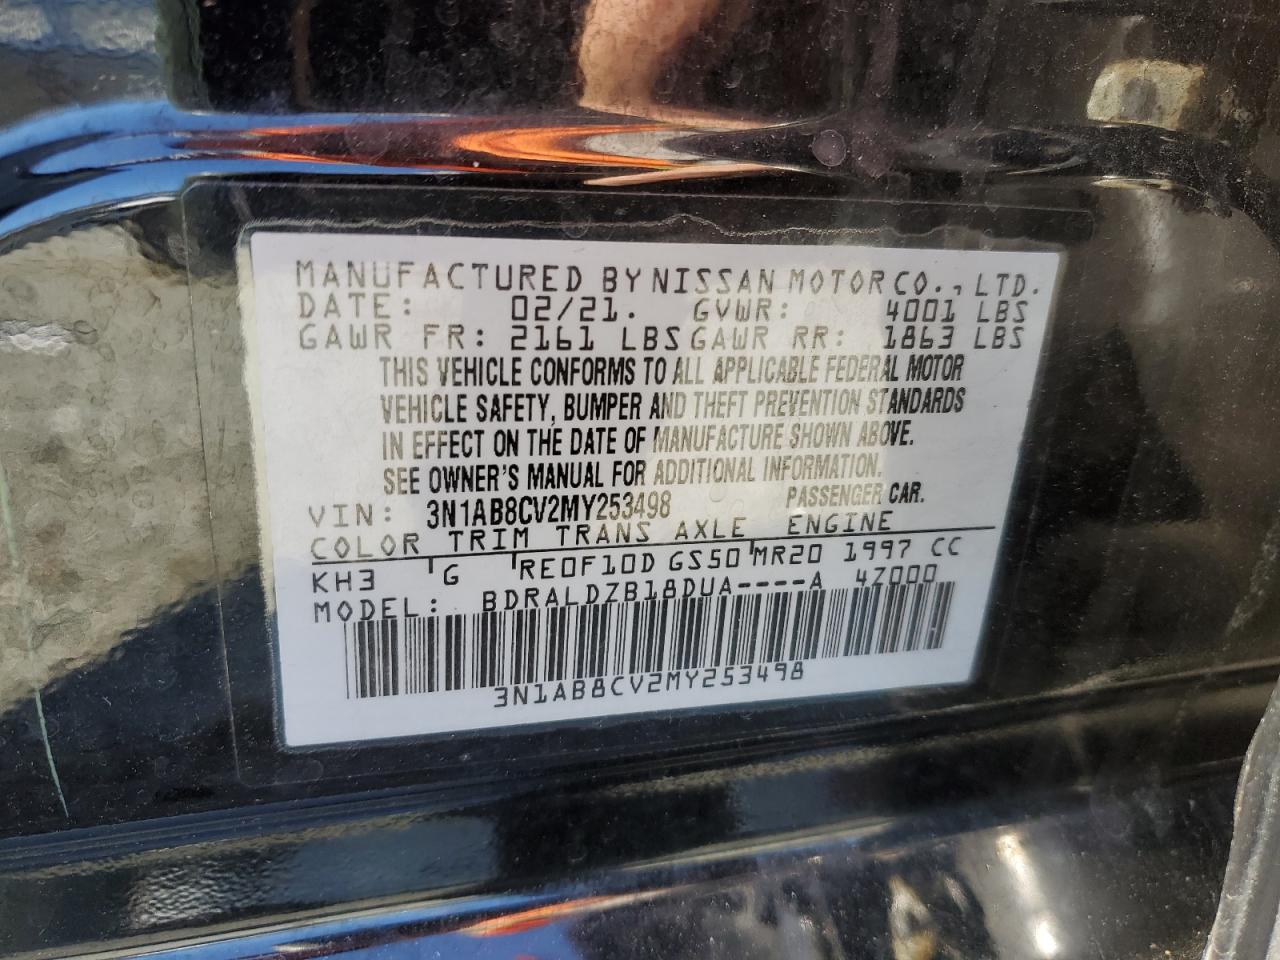 MANUFACTURED BY NISSAN MOTOR CO., LTD.
DATE: 02/21. GVWR: 4001 LBS
GAWR FR: 2161 LBS GAWR RR: 1863 LBS
THIS VEHICLE CONFORMS TO ALL APPLICABLE FEDERAL MOTOR
VEHICLE SAFETY, BUMPER AND THEFT PREVENTION STANDARDS
IN EFFECT ON THE DATE OF MANUFACTURE SHOWN ABOVE.
SEE OWNER'S MANUAL FOR ADDITIONAL INFORMATION.
VIN: 3N1AB8CV2MY253498 PASSENGER CAR.
COLOR TRIM TRANS AXLE ENGINE
KH3 G RE0F10D GS50 MR20 1997 CC
MODEL: BDRALDZB18DUA----A 4Z000
3N1AB8CV2MY253498